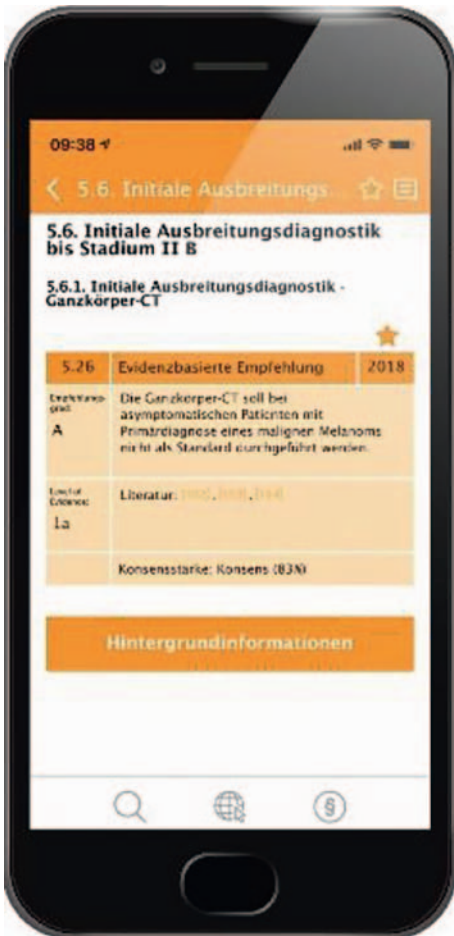 09:38
5.6. Initiale Ausbreitungs...
5.6. Initiale Ausbreitungsdiagnostik
bis Stadium II B
5.6.1. Initiale Ausbreitungsdiagnostik -
Ganzkörper-CT
5.26 Evidenzbasierte Empfehlung 2018
Empfehlungs-
grad:
A
Die Ganzkörper-CT soll bei
asymptomatischen Patienten mit
Primärdiagnose eines malignen Melanoms
nicht als Standard durchgeführt werden.
Level of
Evidence:
1a
Literatur:
Konsensstärke: Konsens (83%)
Hintergrundinformationen
§